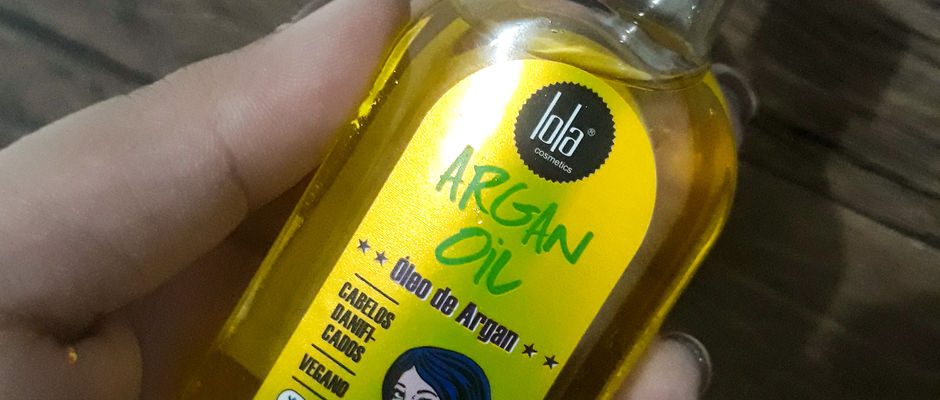 lola®
cosmetics
ARGAN
OIL
Óleo de Argan
CABELOS
DANIFI-
CADOS
VEGANO